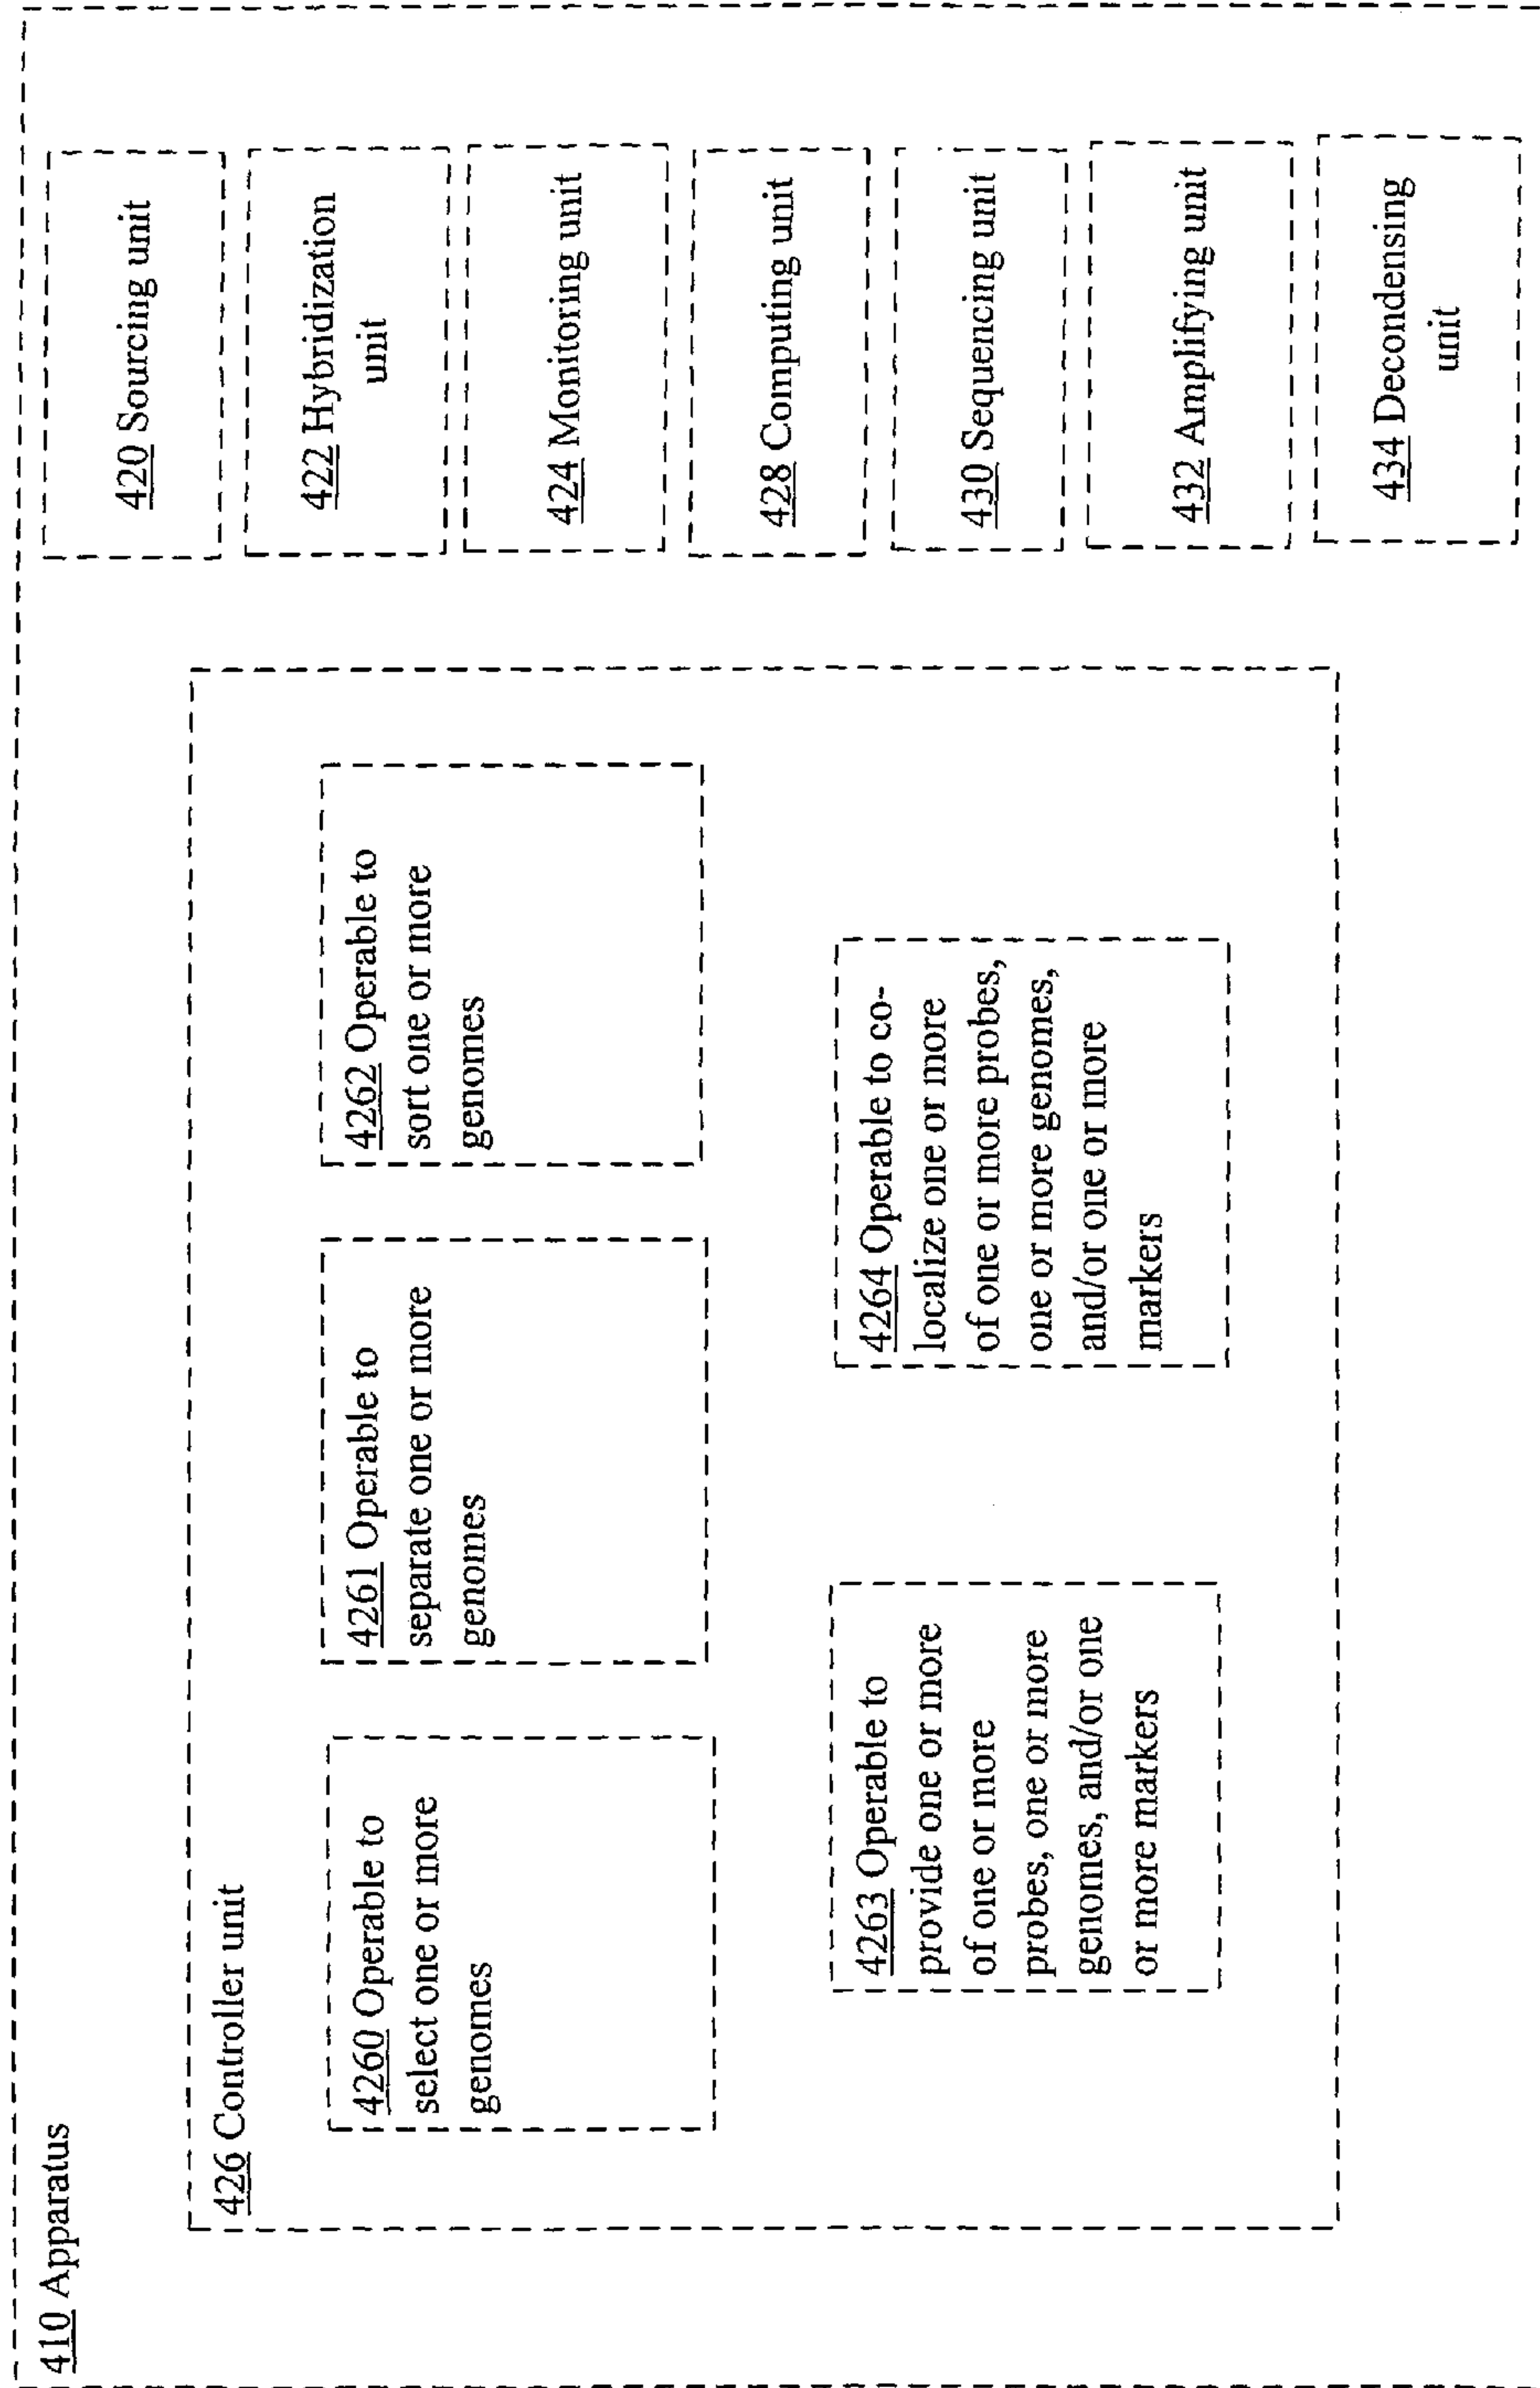 410 Apparatus
426 Controller unit
4260 Operable to
select one or more
genomes
4261 Operable to
separate one or more
genomes
4262 Operable to
sort one or more
genomes
4263 Operable to
provide one or more
of one or more
probes, one or more
genomes, and/or one
or more markers
4264 Operable to co-
localize one or more
of one or more probes,
one or more genomes,
and/or one or more
markers
420 Sourcing unit
422 Hybridization
unit
424 Monitoring unit
428 Computing unit
430 Sequencing unit
432 Amplifying unit
434 Decondensing
unit